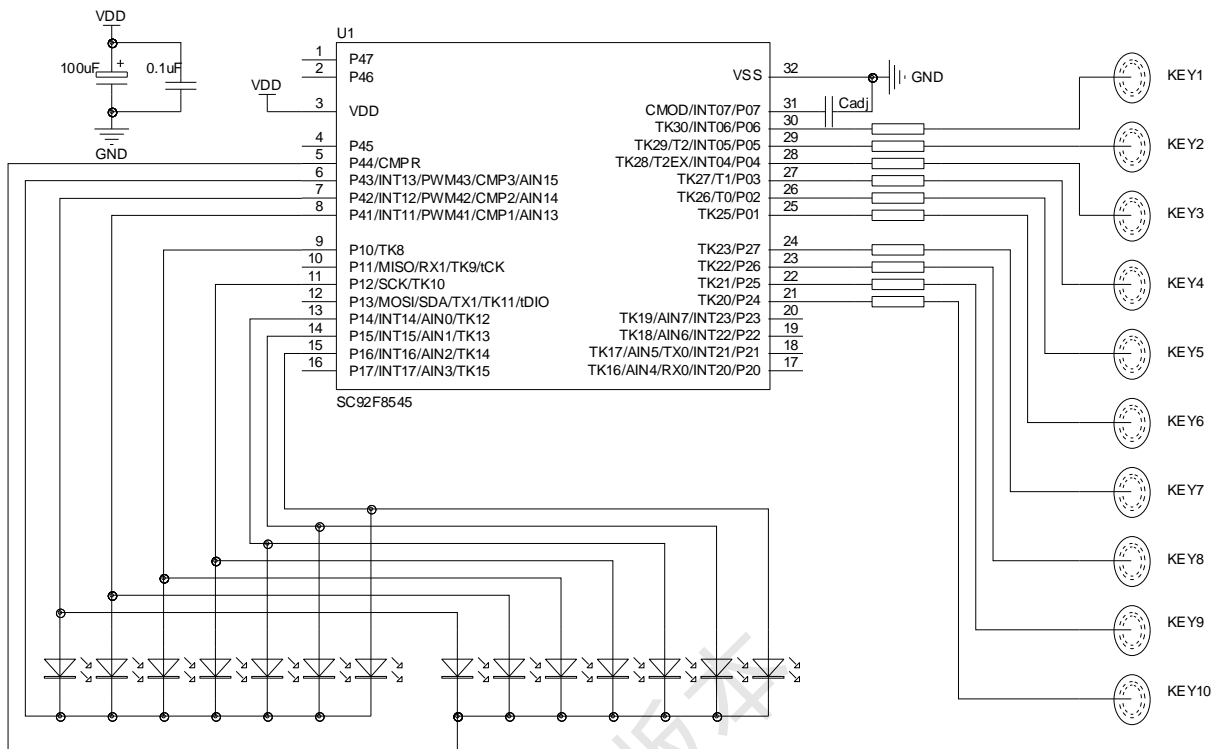 VDD
100uF
+
0.1uF
GND
VDD
U1
1 P47
2 P46
3 VDD
4 P45
5 P44/CMPR
6 P43/INT13/PWM43/CMP3/AIN15
7 P42/INT12/PWM42/CMP2/AIN14
8 P41/INT11/PWM41/CMP1/AIN13
9 P10/TK8
10 P11/MISO/RX1/TK9/tCK
11 P12/SCK/TK10
12 P13/MOSI/SDA/TX1/TK11/tDIO
13 P14/INT14/AIN0/TK12
14 P15/INT15/AIN1/TK13
15 P16/INT16/AIN2/TK14
16 P17/INT17/AIN3/TK15
SC92F8545
VSS 32
GND
CMOD/INT07/P07 31
Cadj
TK30/INT06/P06 30
TK29/T2/INT05/P05 29
TK28/T2EX/INT04/P04 28
TK27/T1/P03 27
TK26/T0/P02 26
TK25/P01 25
TK23/P27 24
TK22/P26 23
TK21/P25 22
TK20/P24 21
TK19/AIN7/INT23/P23 20
TK18/AIN6/INT22/P22 19
TK17/AIN5/TX0/INT21/P21 18
TK16/AIN4/RX0/INT20/P20 17
KEY1
KEY2
KEY3
KEY4
KEY5
KEY6
KEY7
KEY8
KEY9
KEY10
版本